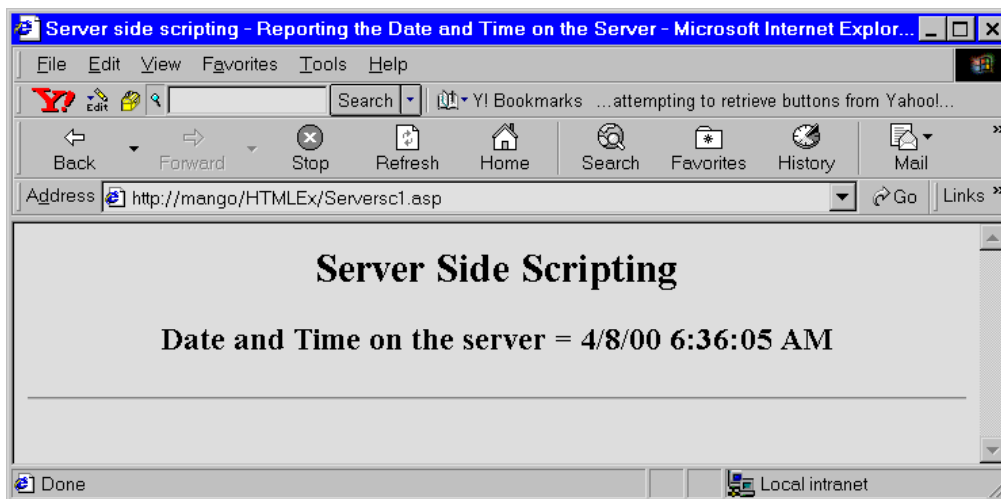 Server side scripting - Reporting the Date and Time on the Server - Microsoft Internet Explor...
File Edit View Favorites Tools Help
Y! Edit Search Y! Bookmarks ...attempting to retrieve buttons from Yahoo!...
Back Forward Stop Refresh Home Search Favorites History Mail »
Address http://mango/HTMLEx/Serversc1.asp Go Links »
Server Side Scripting
Date and Time on the server = 4/8/00 6:36:05 AM
Done Local intranet